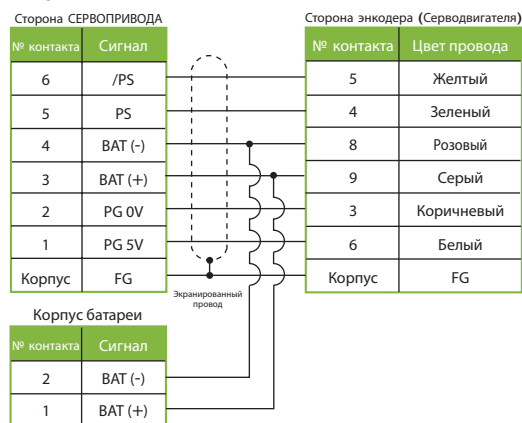 Сторона СЕРВОПРИВОДА
Сторона энкодера (Серводвигателя)
№ контакта Сигнал
№ контакта Цвет провода
6 /PS 5 Желтый
5 PS 4 Зеленый
4 BAT (-) 8 Розовый
3 BAT (+) 9 Серый
2 PG 0V 3 Коричневый
1 PG 5V 6 Белый
Корпус FG Корпус FG
Экранированный
провод
Корпус батареи
№ контакта Сигнал
2 BAT (-)
1 BAT (+)